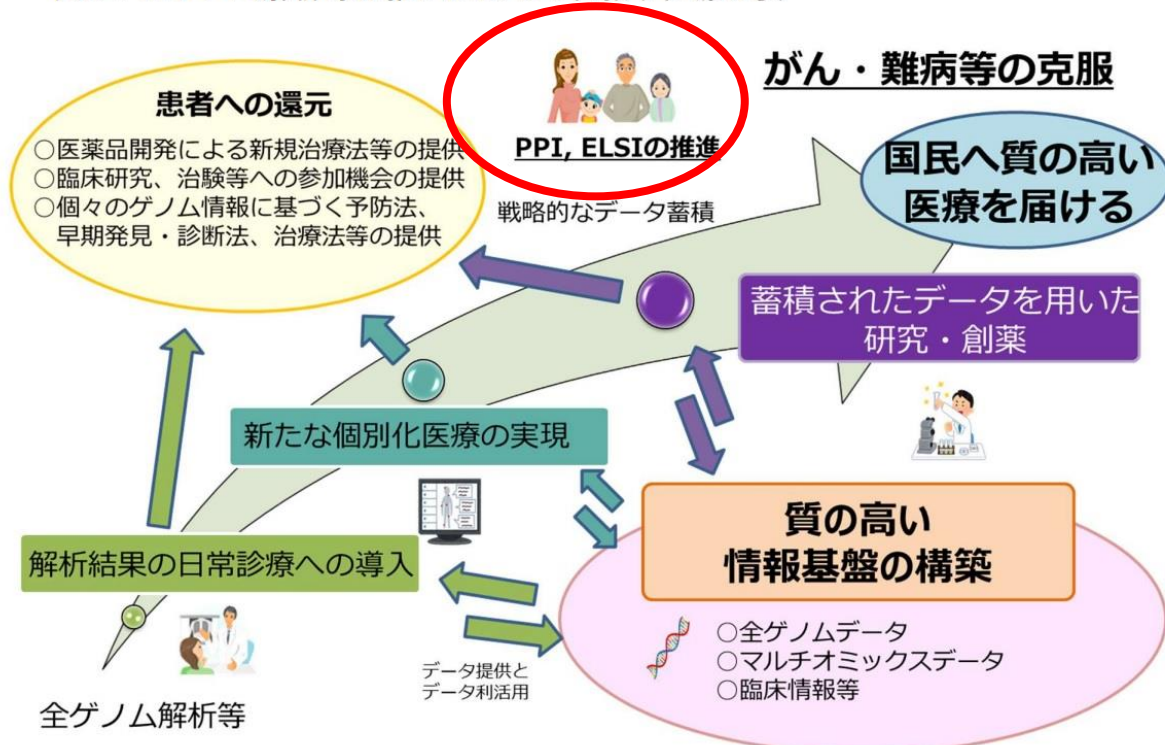 がん・難病等の克服
患者への還元
○医薬品開発による新規治療法等の提供
○臨床研究、治験等への参加機会の提供
○個々のゲノム情報に基づく予防法、
早期発見・診断法、治療法等の提供
PPI, ELSIの推進
戦略的なデータ蓄積
国民へ質の高い
医療を届ける
蓄積されたデータを用いた
研究・創薬
新たな個別化医療の実現
質の高い
情報基盤の構築
解析結果の日常診療への導入
○全ゲノムデータ
○マルチオミックスデータ
○臨床情報等
データ提供と
データ利活用
全ゲノム解析等